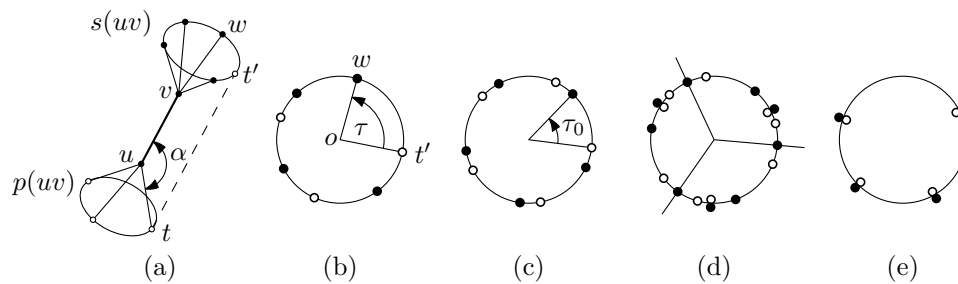 s(uv)
w
t′
v
u
α
p(uv)
t
(a)
w
τ
o
t′
(b)
τ0
(c)
(d)
(e)